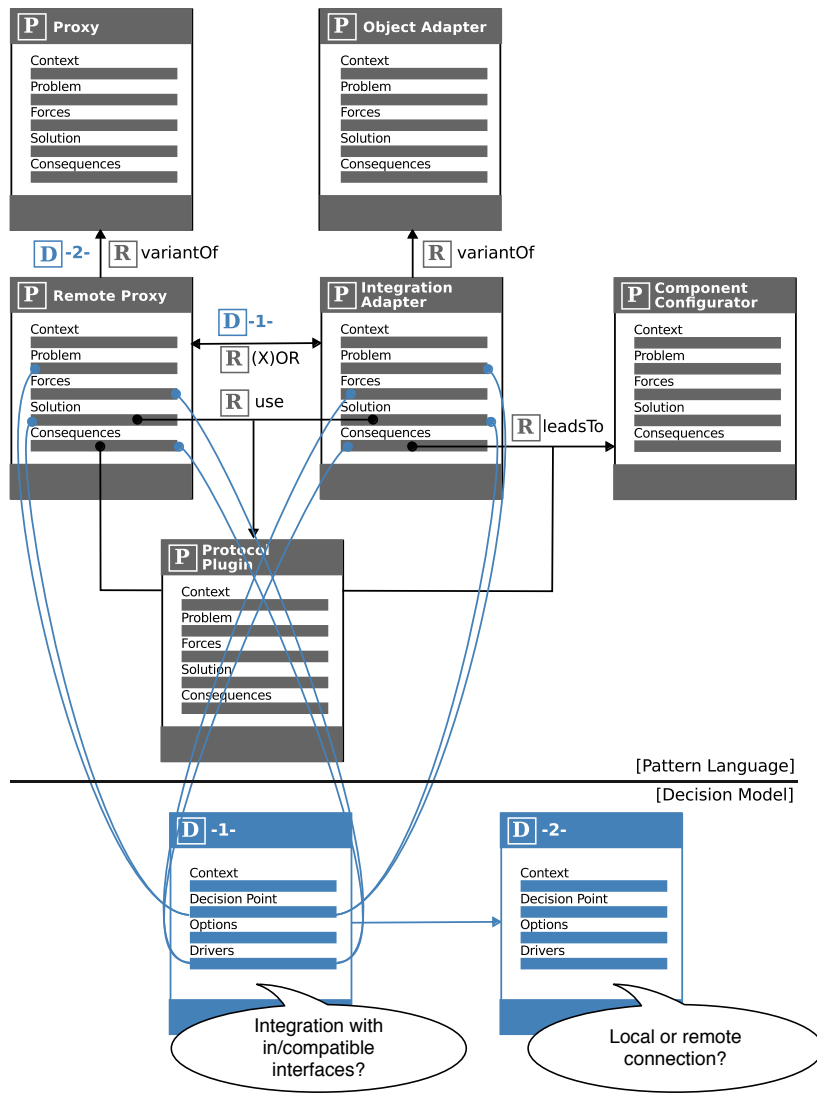 P Proxy
Context
Problem
Forces
Solution
Consequences
P Object Adapter
Context
Problem
Forces
Solution
Consequences
D -2- R variantOf
R variantOf
P Remote Proxy
Context
Problem
Forces
Solution
Consequences
D -1-
R (X)OR
R use
P Integration
Adapter
Context
Problem
Forces
Solution
Consequences
R leadsTo
P Component
Configurator
Context
Problem
Forces
Solution
Consequences
P Protocol
Plugin
Context
Problem
Forces
Solution
Consequences
[Pattern Language]
[Decision Model]
D -1-
Context
Decision Point
Options
Drivers
Integration with
in/compatible
interfaces?
D -2-
Context
Decision Point
Options
Drivers
Local or remote
connection?